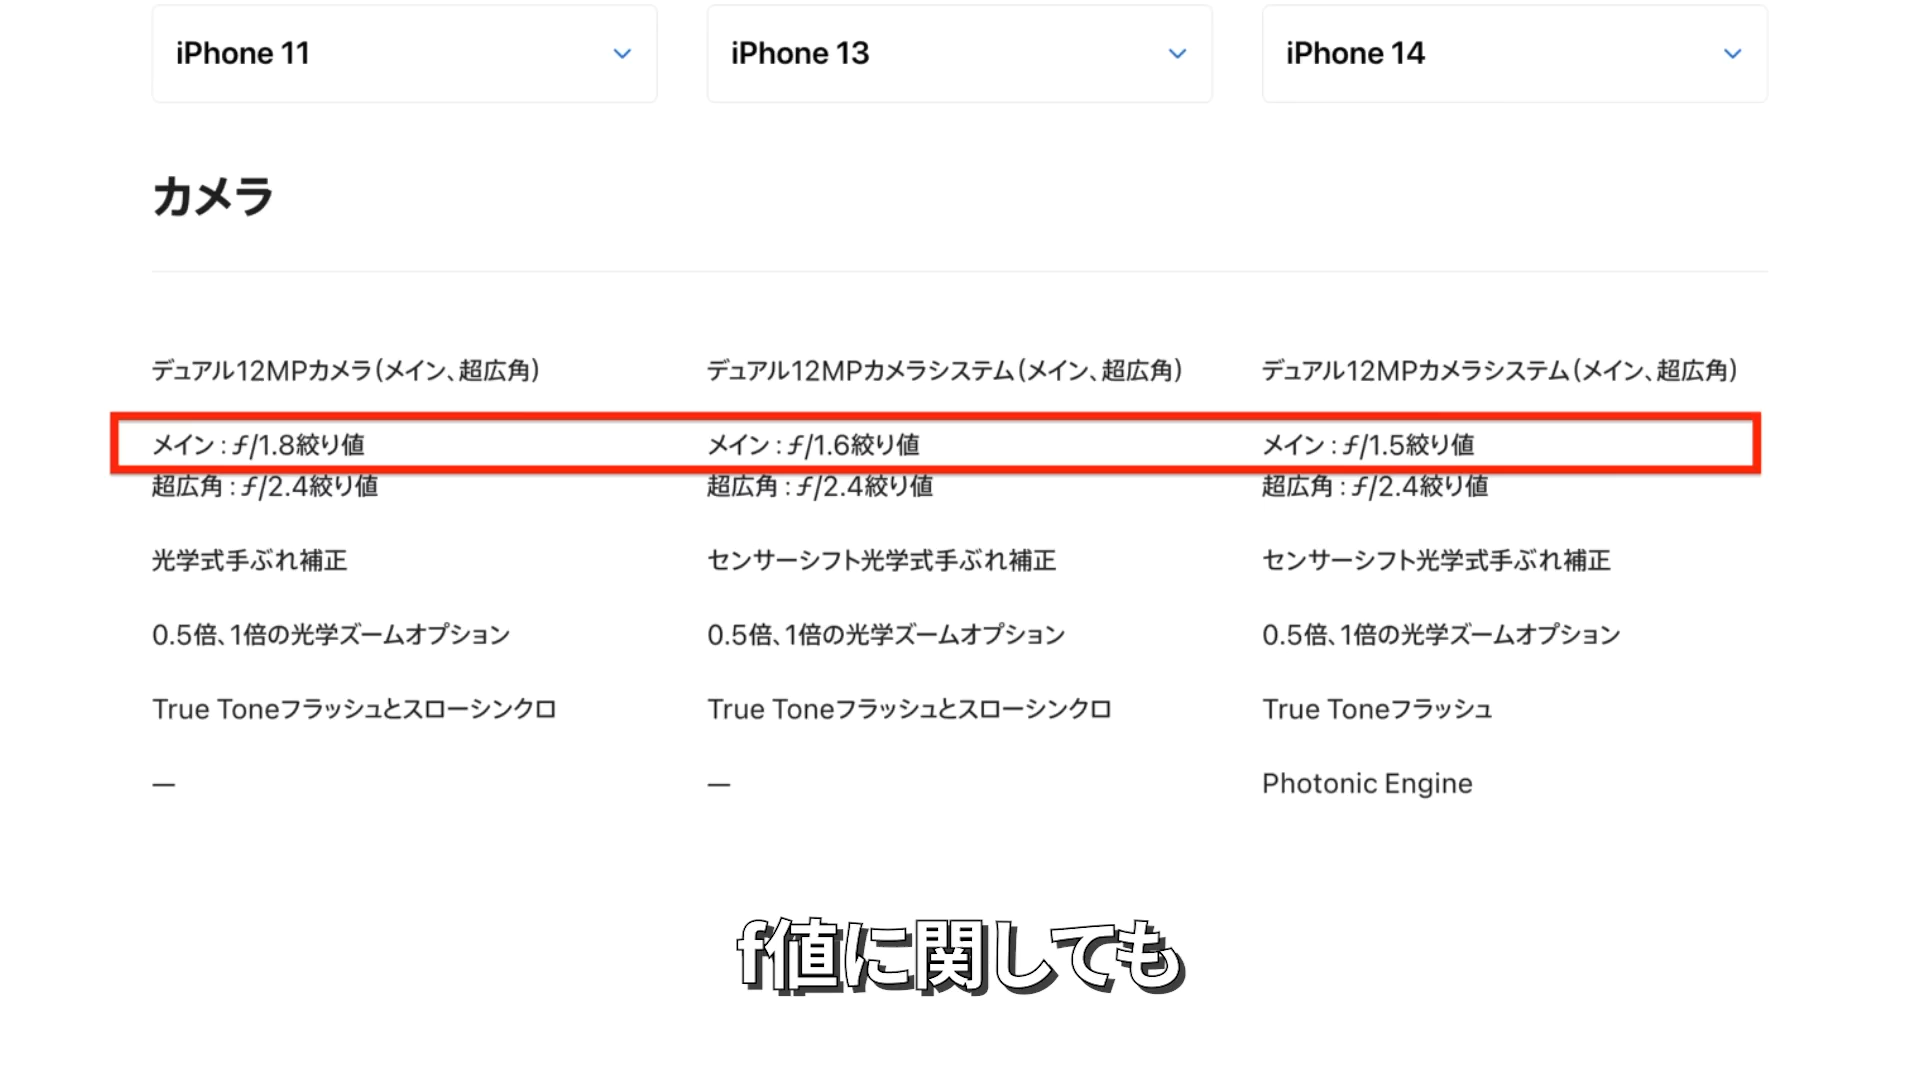 iPhone 11
iPhone 13
iPhone 14
カメラ
デュアル12MPカメラ(メイン、超広角)
デュアル12MPカメラシステム(メイン、超広角)
デュアル12MPカメラシステム(メイン、超広角)
メイン：ƒ/1.8絞り値
メイン：ƒ/1.6絞り値
メイン：ƒ/1.5絞り値
超広角：ƒ/2.4絞り値
超広角：ƒ/2.4絞り値
超広角：ƒ/2.4絞り値
光学式手ぶれ補正
センサーシフト光学式手ぶれ補正
センサーシフト光学式手ぶれ補正
0.5倍、1倍の光学ズームオプション
0.5倍、1倍の光学ズームオプション
0.5倍、1倍の光学ズームオプション
True Toneフラッシュとスローシンクロ
True Toneフラッシュとスローシンクロ
True Toneフラッシュ
—
—
Photonic Engine
f値に関しても